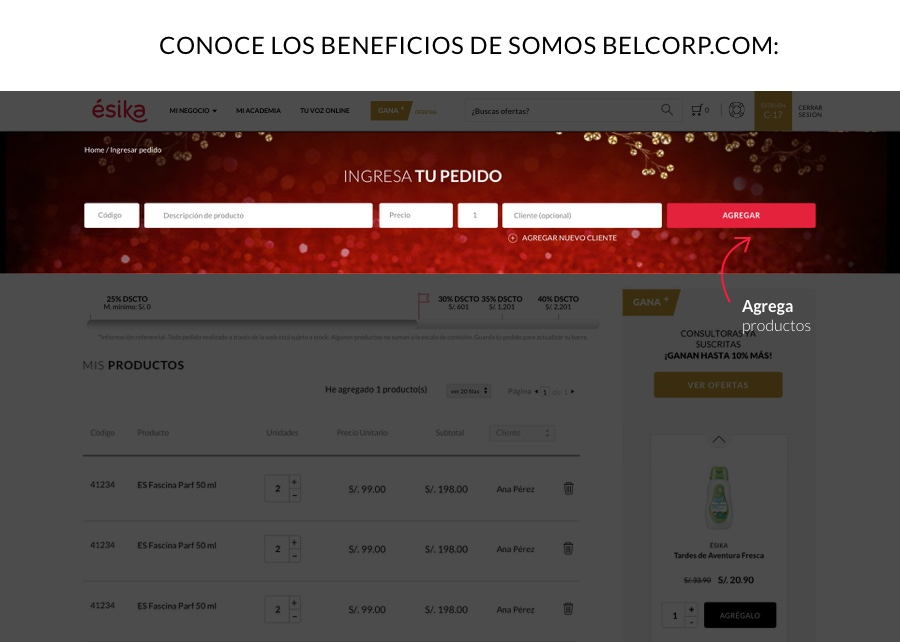 CONOCE LOS BENEFICIOS DE SOMOS BELCORP.COM:
ésika MI NEGOCIO MI ACADEMIA TU VOZ ONLINE GANA + ¿Buscas ofertas? 0 C-17 CERRAR SESIÓN
Home / Ingresar pedido
INGRESA TU PEDIDO
Código Descripción de producto Precio 1 Cliente (opcional) AGREGAR
AGREGAR NUEVO CLIENTE
25% DSCTO 30% DSCTO 35% DSCTO 40% DSCTO
M. mínimo: S/. 0 S/. 601 S/. 1,201 S/. 2,201
Agrega
productos
GANA +
CONSULTORAS YA
SUSCRITAS
¡GANAN HASTA 10% MÁS!
VER OFERTAS
*Información referencial. Todo pedido realizado a través de la web está sujeto a stock. Algunos productos no suman a la escala de comisión. Guarda tu pedido para actualizar tu barra.
MIS PRODUCTOS
He agregado 1 producto(s) ver 20 filas Página 1 de 1
Código Producto Unidades Precio Unitario Subtotal Cliente
41234 ES Fascina Parf 50 ml 2 + - S/. 99.00 S/. 198.00 Ana Pérez
41234 ES Fascina Parf 50 ml 2 + - S/. 99.00 S/. 198.00 Ana Pérez
41234 ES Fascina Parf 50 ml 2 + - S/. 99.00 S/. 198.00 Ana Pérez
ÉSIKA
Tardes de Aventura Fresca
S/. 33.90 S/. 20.90
1 + - AGRÉGALO